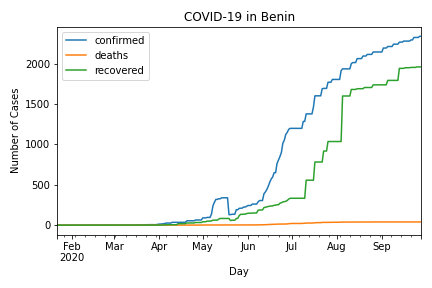 COVID-19 in Benin
confirmed
deaths
recovered
Number of Cases
2000
1500
1000
500
0
Feb Mar Apr May Jun Jul Aug Sep
2020
Day